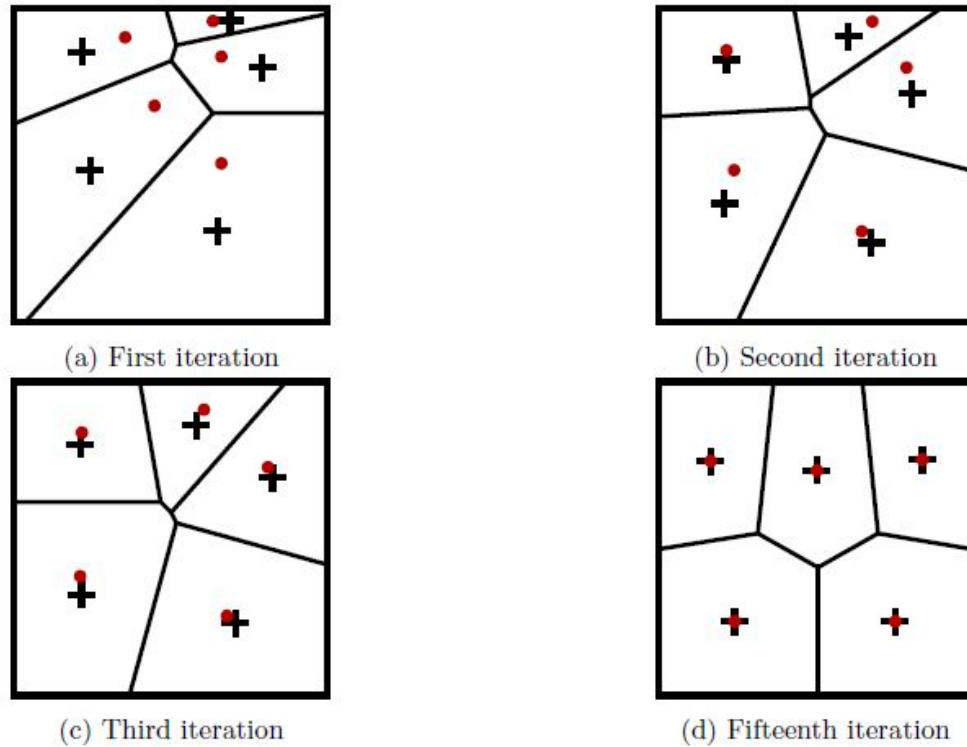 (a) First iteration
(b) Second iteration
(c) Third iteration
(d) Fifteenth iteration